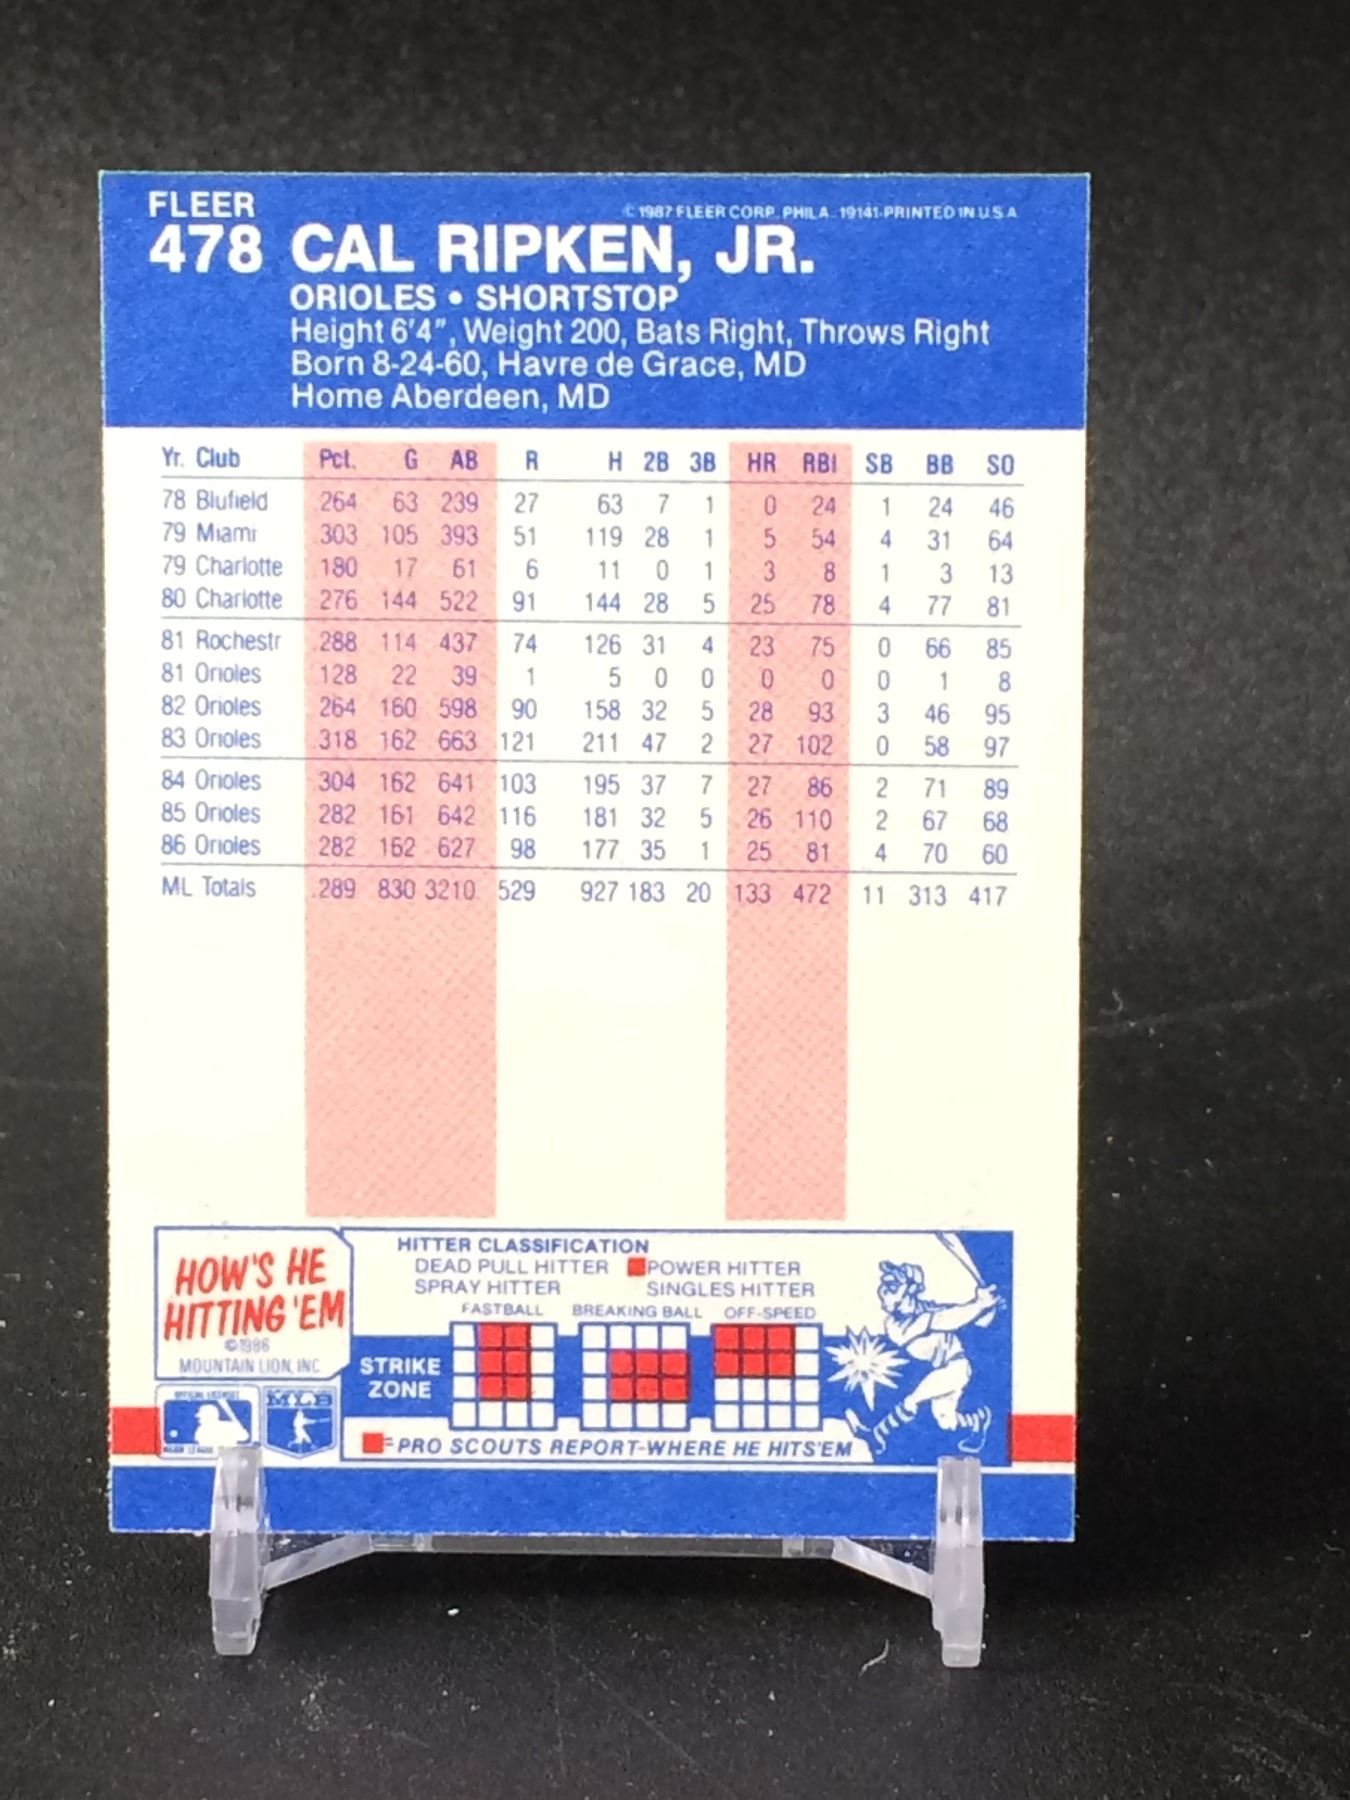 FLEER
© 1987 FLEER CORP. PHILA. 19141-PRINTED IN U.S.A.
478 CAL RIPKEN, JR.
ORIOLES • SHORTSTOP
Height 6'4", Weight 200, Bats Right, Throws Right
Born 8-24-60, Havre de Grace, MD
Home Aberdeen, MD
Yr. Club Pct. G AB R H 2B 3B HR RBI SB BB SO
78 Blufield .264 63 239 27 63 7 1 0 24 1 24 46
79 Miami .303 105 393 51 119 28 1 5 54 4 31 64
79 Charlotte .180 17 61 6 11 0 1 3 8 1 3 13
80 Charlotte .276 144 522 91 144 28 5 25 78 4 77 81
81 Rochestr .288 114 437 74 126 31 4 23 75 0 66 85
81 Orioles .128 22 39 1 5 0 0 0 0 0 1 8
82 Orioles .264 160 598 90 158 32 5 28 93 3 46 95
83 Orioles .318 162 663 121 211 47 2 27 102 0 58 97
84 Orioles .304 162 641 103 195 37 7 27 86 2 71 89
85 Orioles .282 161 642 116 181 32 5 26 110 2 67 68
86 Orioles .282 162 627 98 177 35 1 25 81 4 70 60
ML Totals .289 830 3210 529 927 183 20 133 472 11 313 417
HOW'S HE
HITTING 'EM
©1986
MOUNTAIN LION, INC.
HITTER CLASSIFICATION
DEAD PULL HITTER POWER HITTER
SPRAY HITTER SINGLES HITTER
FASTBALL BREAKING BALL OFF-SPEED
STRIKE
ZONE
=PRO SCOUTS REPORT-WHERE HE HITS'EM
MLB